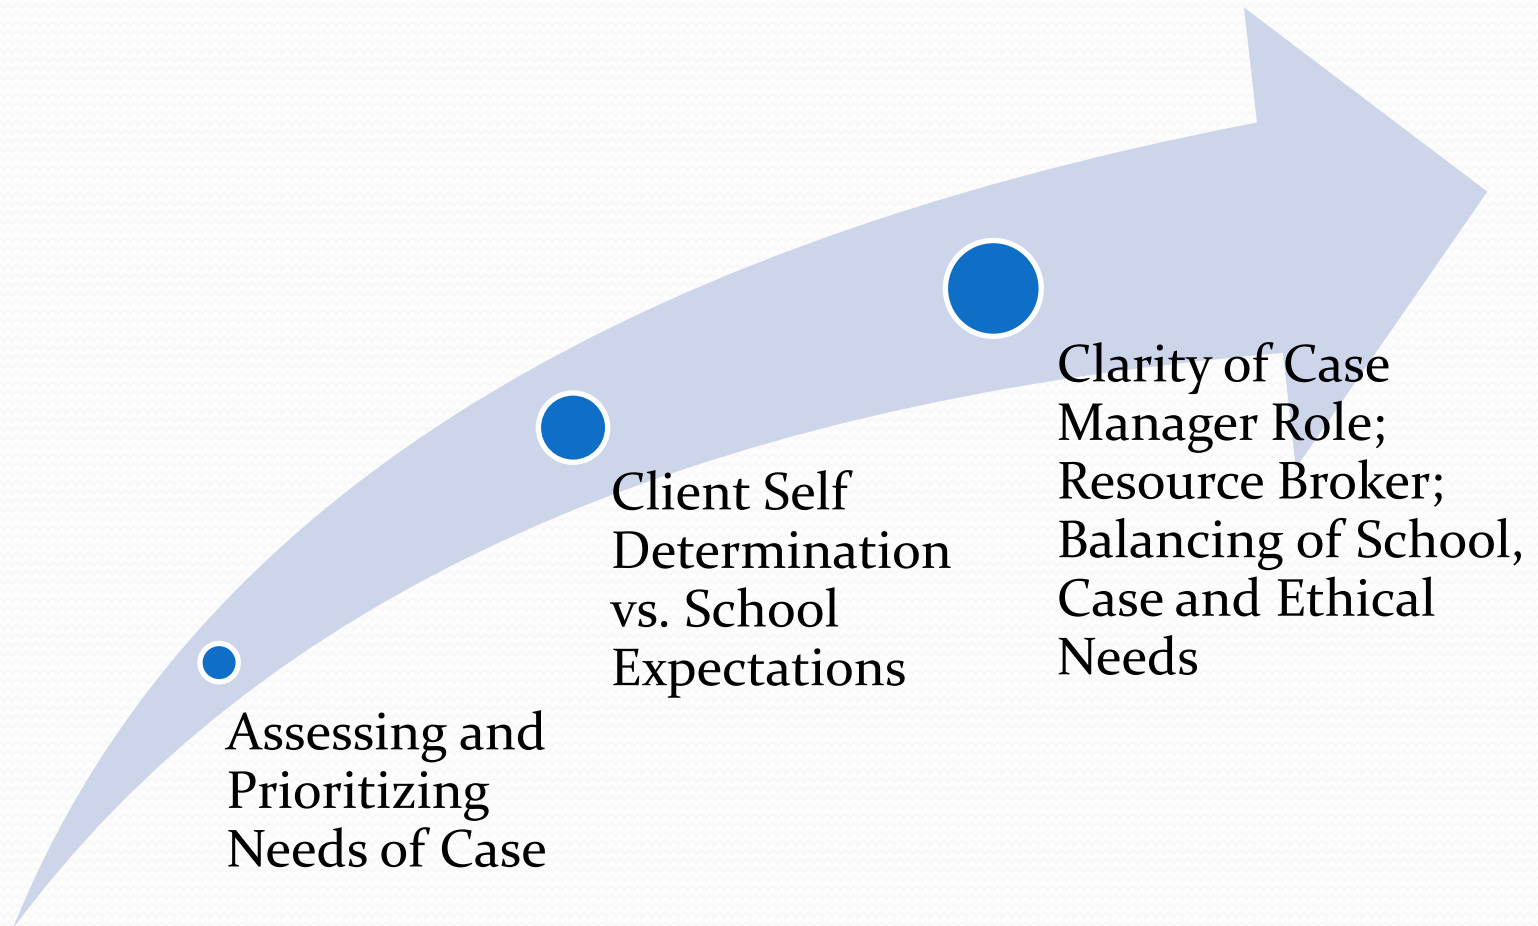 Assessing and
Prioritizing
Needs of Case
Client Self
Determination
vs. School
Expectations
Clarity of Case
Manager Role;
Resource Broker;
Balancing of School,
Case and Ethical
Needs